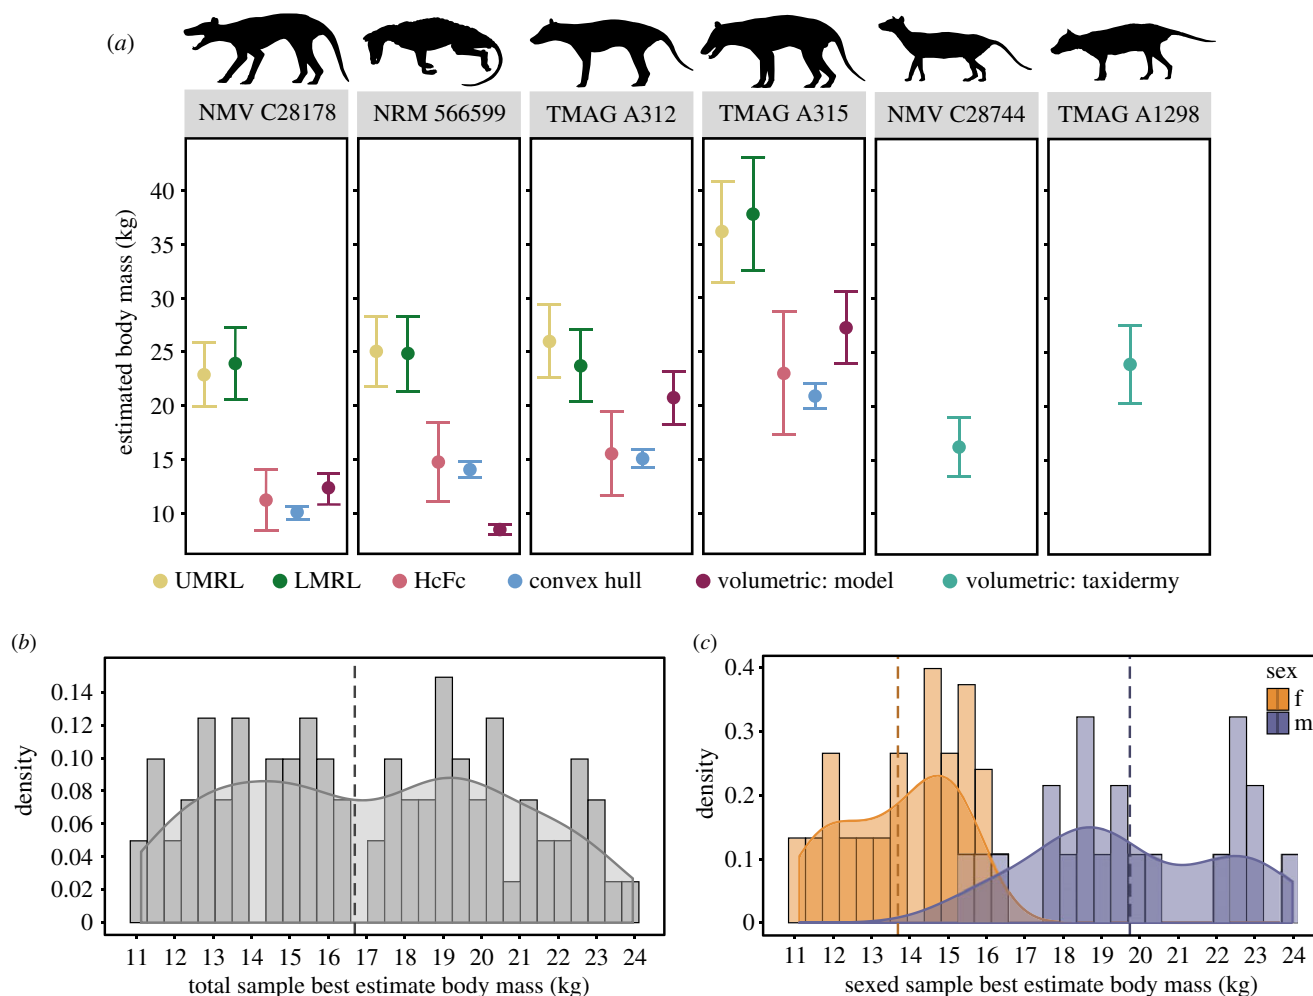 (a)
NMV C28178 NRM 566599 TMAG A312 TMAG A315 NMV C28744 TMAG A1298
estimated body mass (kg)
40
35
30
25
20
15
10
UMRL LMRL HcFc convex hull volumetric: model volumetric: taxidermy
(b)
density
0.14
0.12
0.10
0.08
0.06
0.04
0.02
0
11 12 13 14 15 16 17 18 19 20 21 22 23 24
total sample best estimate body mass (kg)
(c)
density
0.4
0.3
0.2
0.1
0
sex
f
m
11 12 13 14 15 16 17 18 19 20 21 22 23 24
sexed sample best estimate body mass (kg)